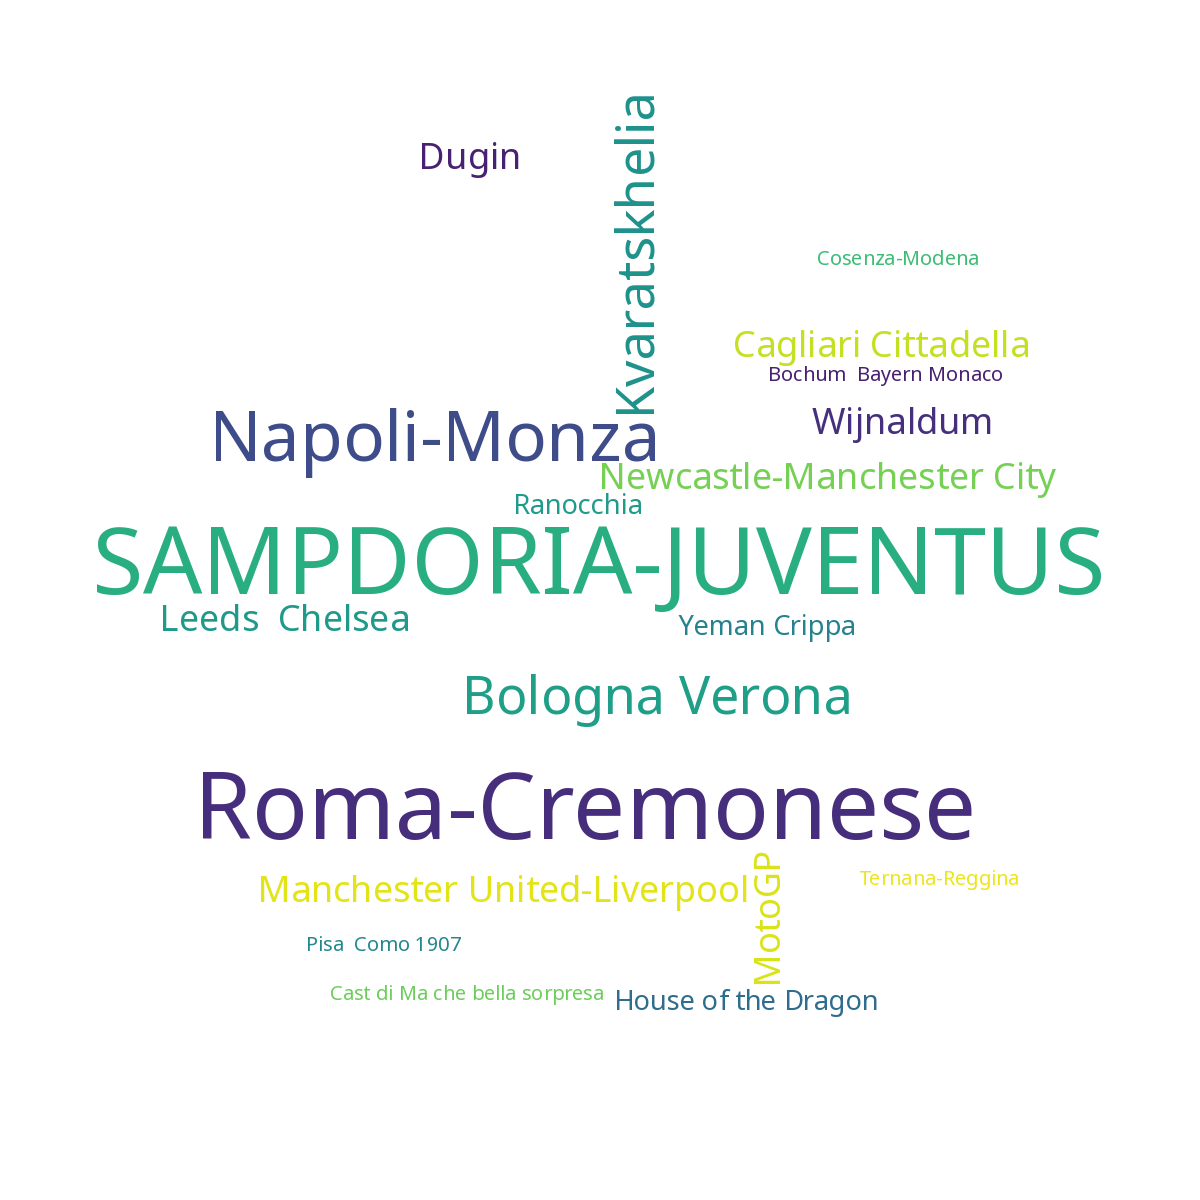 Kvaratskhelia
Dugin
Cosenza-Modena
Cagliari Cittadella
Bochum  Bayern Monaco
Napoli-Monza
Wijnaldum
Newcastle-Manchester City
Ranocchia
SAMPDORIA-JUVENTUS
Leeds  Chelsea
Yeman Crippa
Bologna Verona
Roma-Cremonese
Manchester United-Liverpool
MotoGP
Ternana-Reggina
Pisa  Como 1907
Cast di Ma che bella sorpresa
House of the Dragon